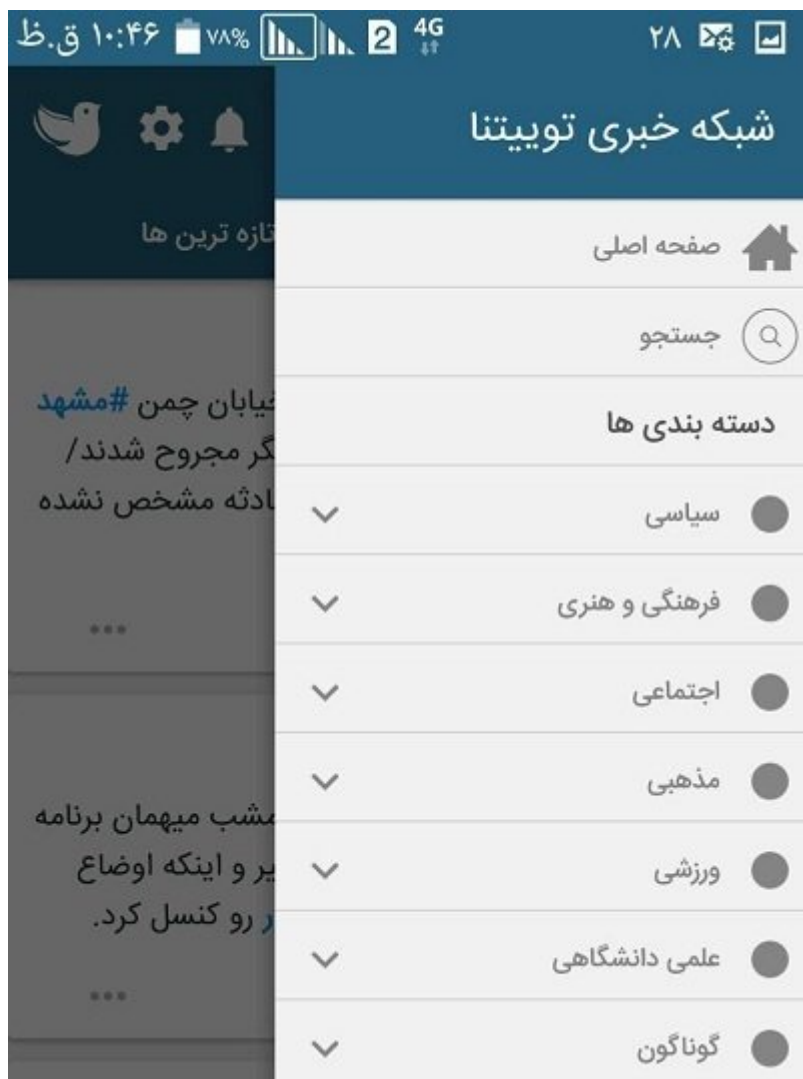 ۱۰:۴۶ ق.ظ ۷۸% 2 4G ۲۸
شبکه خبری توییتنا
صفحه اصلی
جستجو
دسته بندی ها
سیاسی
فرهنگی و هنری
اجتماعی
مذهبی
ورزشی
علمی دانشگاهی
گوناگون
تازه ترین ها
خیابان چمن #مشهد
گر مجروح شدند/
ادثه مشخص نشده
مشب میهمان برنامه
یر و اینکه اوضاع
ر رو کنسل کرد.